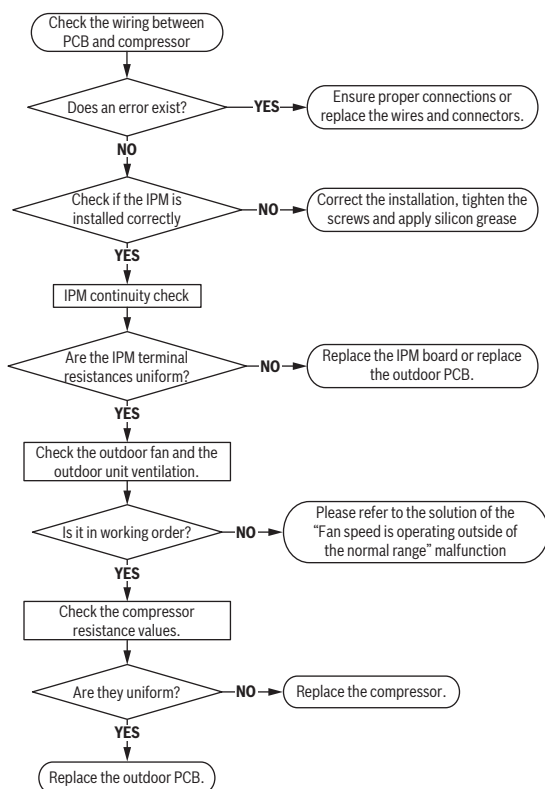 Check the wiring between
PCB and compressor
Does an error exist?
YES
Ensure proper connections or
replace the wires and connectors.
NO
Check if the IPM is
installed correctly
NO
Correct the installation, tighten the
screws and apply silicon grease
YES
IPM continuity check
Are the IPM terminal
resistances uniform?
NO
Replace the IPM board or replace
the outdoor PCB.
YES
Check the outdoor fan and the
outdoor unit ventilation.
Is it in working order?
NO
Please refer to the solution of the
“Fan speed is operating outside of
the normal range” malfunction
YES
Check the compressor
resistance values.
Are they uniform?
NO
Replace the compressor.
YES
Replace the outdoor PCB.